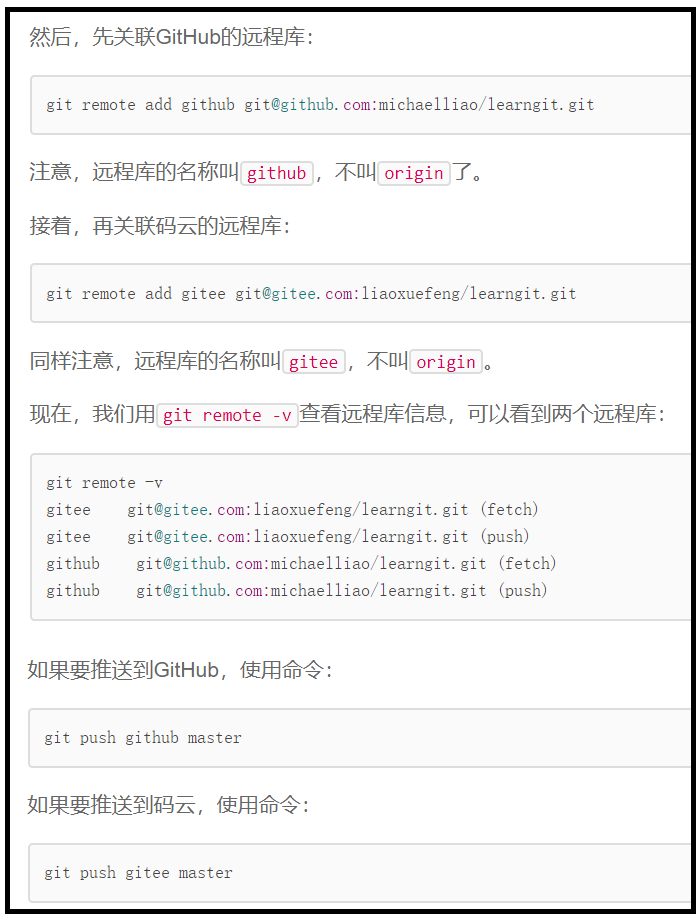 然后，先关联GitHub的远程库：
git remote add github git@github.com:michaelliao/learngit.git
注意，远程库的名称叫github，不叫origin了。
接着，再关联码云的远程库：
git remote add gitee git@gitee.com:liaoxuefeng/learngit.git
同样注意，远程库的名称叫gitee，不叫origin。
现在，我们用git remote -v查看远程库信息，可以看到两个远程库：
git remote -v
gitee    git@gitee.com:liaoxuefeng/learngit.git (fetch)
gitee    git@gitee.com:liaoxuefeng/learngit.git (push)
github    git@github.com:michaelliao/learngit.git (fetch)
github    git@github.com:michaelliao/learngit.git (push)
如果要推送到GitHub，使用命令：
git push github master
如果要推送到码云，使用命令：
git push gitee master